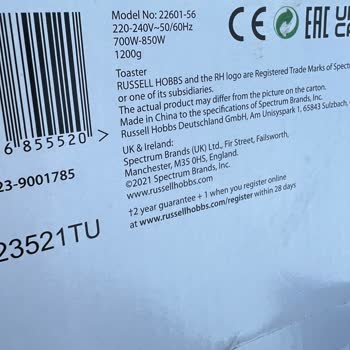 Model No: 22601-56
220-240V~50/60Hz
700W-850W
1200g
Toaster
RUSSELL HOBBS and the RH logo are Registered Trade Marks of
or one of its subsidiaries.
The actual product may differ from the picture on the carton.
Made in China to the specifications of Spectrum Brands, Inc.
Russell Hobbs Deutschland GmbH, Am Unisyspark 1, 65843 Sulzbach,
UK & Ireland:
Spectrum Brands (UK) Ltd., Fir Street, Failsworth,
Manchester, M35 0HS, England.
©2021 Spectrum Brands, Inc.
www.russellhobbs.com
†2 year guarantee + 1 when you register online
at www.russellhobbs.com/register within 28 days
CE EAC
6 855520 >
23-9001785
23521TU